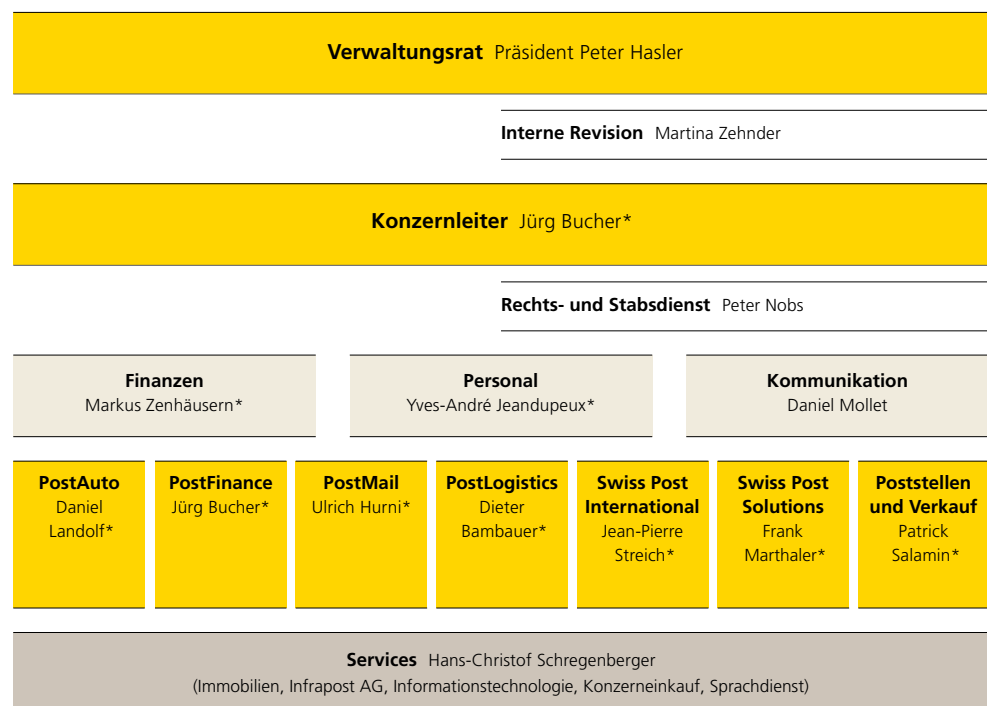 Verwaltungsrat Präsident Peter Hasler
Interne Revision Martina Zehnder
Konzernleiter Jürg Bucher*
Rechts- und Stabsdienst Peter Nobs
Finanzen
Markus Zenhäusern*
Personal
Yves-André Jeandupeux*
Kommunikation
Daniel Mollet
PostAuto
Daniel
Landolf*
PostFinance
Jürg Bucher*
PostMail
Ulrich Hurni*
PostLogistics
Dieter
Bambauer*
Swiss Post
International
Jean-Pierre
Streich*
Swiss Post
Solutions
Frank
Marthaler*
Poststellen
und Verkauf
Patrick
Salamin*
Services Hans-Christof Schregenberger
(Immobilien, Infrapost AG, Informationstechnologie, Konzerneinkauf, Sprachdienst)